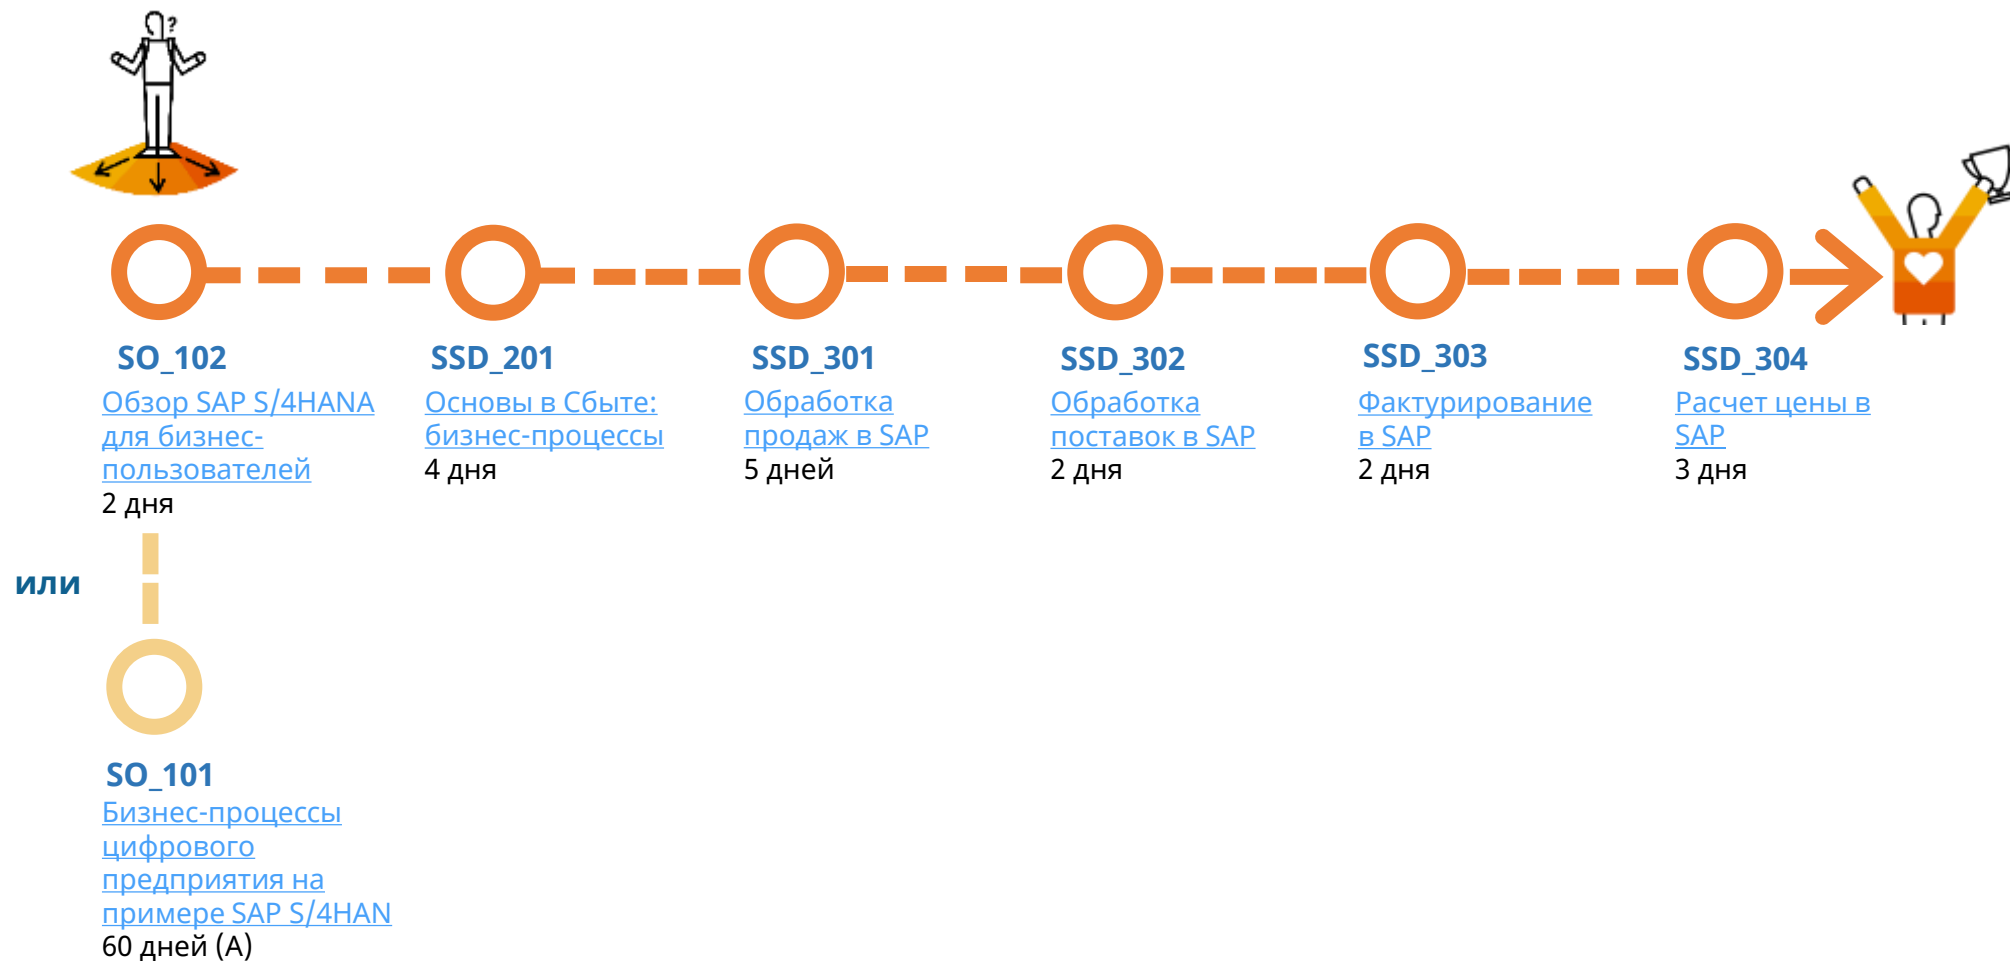 ?
SO_102
Обзор SAP S/4HANA
для бизнес-
пользователей
2 дня
SSD_201
Основы в Сбыте:
бизнес-процессы
4 дня
SSD_301
Обработка
продаж в SAP
5 дней
SSD_302
Обработка
поставок в SAP
2 дня
SSD_303
Фактурирование
в SAP
2 дня
SSD_304
Расчет цены в
SAP
3 дня
или
SO_101
Бизнес-процессы
цифрового
предприятия на
примере SAP S/4HAN
60 дней (А)